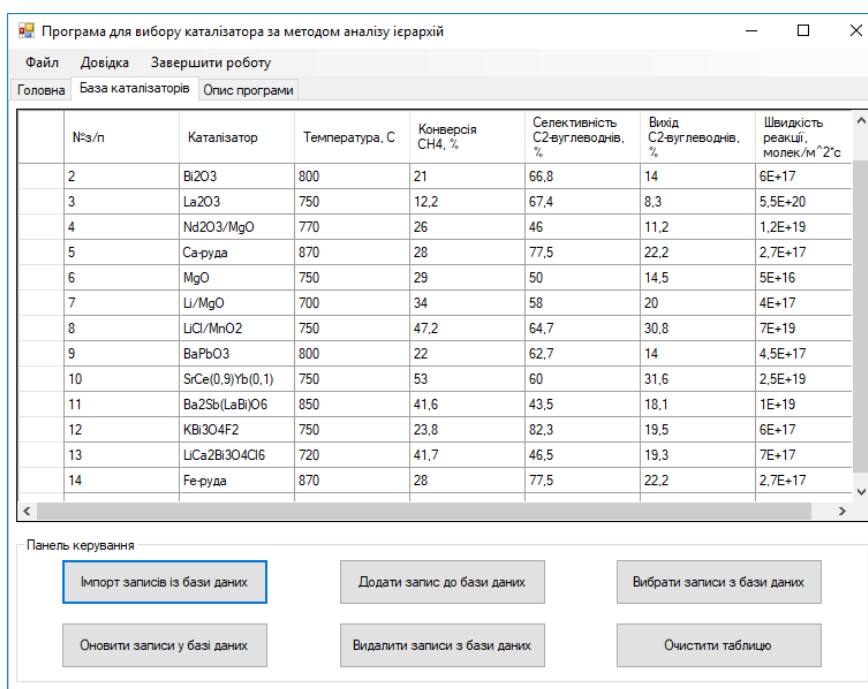 Програма для вибору каталізатора за методом аналізу ієрархій
Файл Довідка Завершити роботу
Головна База каталізаторів Опис програми
№з/п Каталізатор Температура, С Конверсія CH4, % Селективність С2-вуглеводнів, % Вихід С2-вуглеводнів, % Швидкість реакції, молек/м^2*с
2 Bi2O3 800 21 66,8 14 6E+17
3 La2O3 750 12,2 67,4 8,3 5,5E+20
4 Nd2O3/MgO 770 26 46 11,2 1,2E+19
5 Са-руда 870 28 77,5 22,2 2,7E+17
6 MgO 750 29 50 14,5 5E+16
7 Li/MgO 700 34 58 20 4E+17
8 LiCl/MnO2 750 47,2 64,7 30,8 7E+19
9 BaPbO3 800 22 62,7 14 4,5E+17
10 SrCe(0,9)Yb(0,1) 750 53 60 31,6 2,5E+19
11 Ba2Sb(LaBi)O6 850 41,6 43,5 18,1 1E+19
12 KBi3O4F2 750 23,8 82,3 19,5 6E+17
13 LiCa2Bi3O4Cl6 720 41,7 46,5 19,3 7E+17
14 Fe-руда 870 28 77,5 22,2 2,7E+17
Панель керування
Імпорт записів із бази даних Додати запис до бази даних Вибрати записи з бази даних
Оновити записи у базі даних Видалити записи з бази даних Очистити таблицю